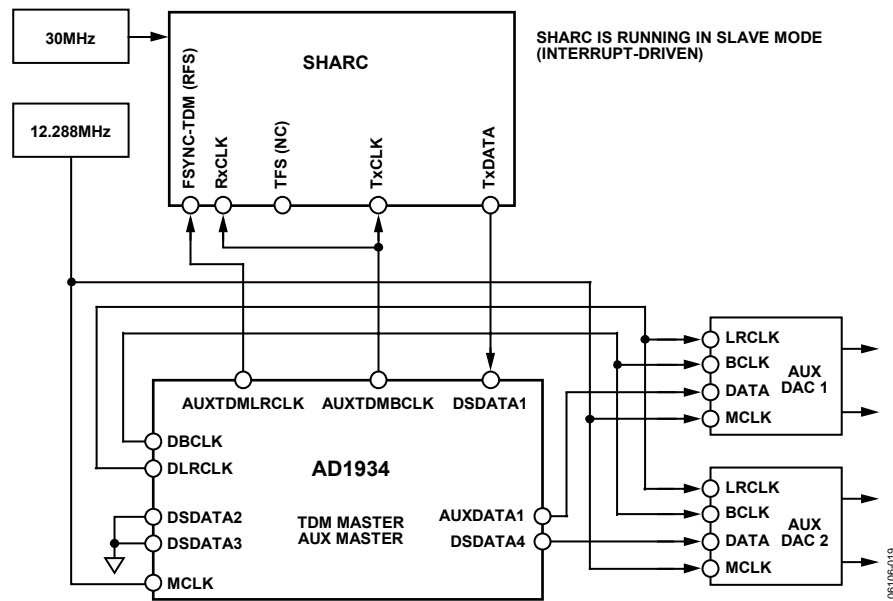 30MHz
12.288MHz
SHARC
SHARC IS RUNNING IN SLAVE MODE
(INTERRUPT-DRIVEN)
FSYNC-TDM (RFS)
RxCLK
TFS (NC)
TxCLK
TxDATA
AUXTDMLRCLK
AUXTDMBCLK
DSDATA1
DBCLK
DLRCLK
DSDATA2
DSDATA3
MCLK
AD1934
TDM MASTER
AUX MASTER
AUXDATA1
DSDATA4
LRCLK
BCLK
DATA
MCLK
AUX
DAC 1
LRCLK
BCLK
DATA
MCLK
AUX
DAC 2
06106-019